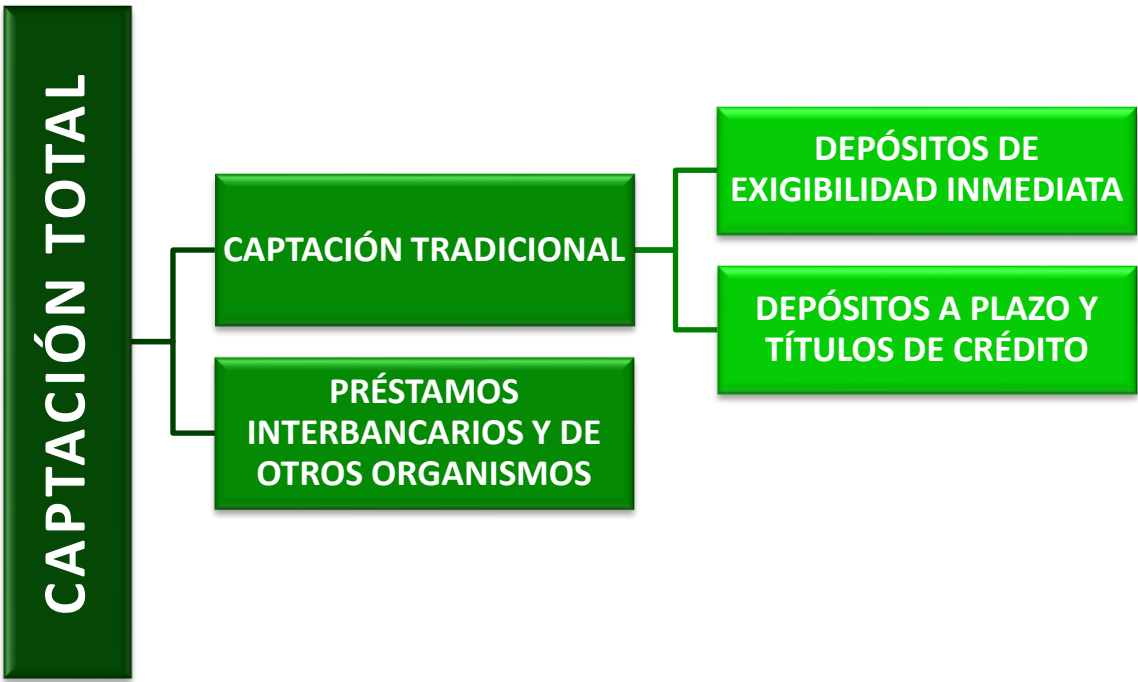 CAPTACIÓN TOTAL
CAPTACIÓN TRADICIONAL
DEPÓSITOS DE
EXIGIBILIDAD INMEDIATA
DEPÓSITOS A PLAZO Y
TÍTULOS DE CRÉDITO
PRÉSTAMOS
INTERBANCARIOS Y DE
OTROS ORGANISMOS